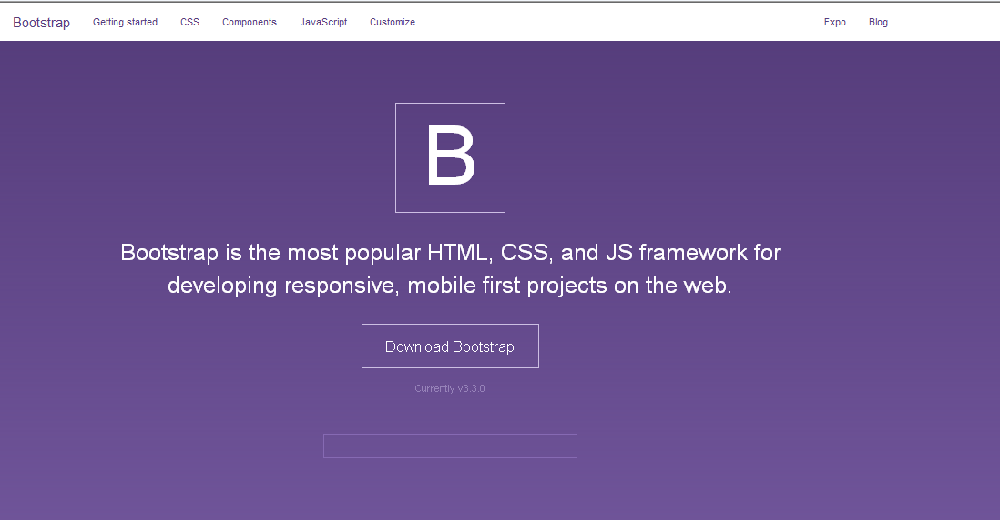 Bootstrap Getting started CSS Components JavaScript Customize Expo Blog
B
Bootstrap is the most popular HTML, CSS, and JS framework for
developing responsive, mobile first projects on the web.
Download Bootstrap
Currently v3.3.0